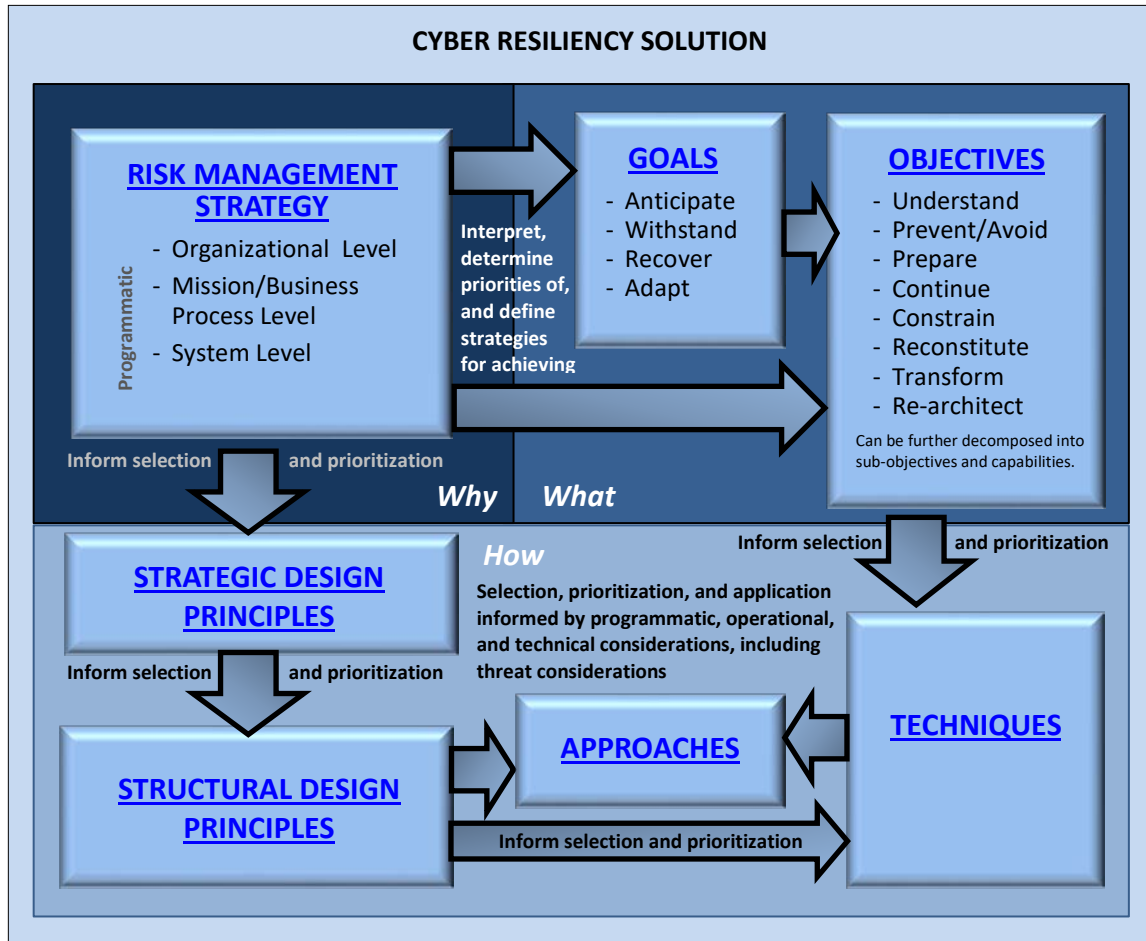 CYBER RESILIENCY SOLUTION
RISK MANAGEMENT
STRATEGY
- Organizational Level
- Mission/Business
Process Level
- System Level
Programmatic
Interpret,
determine
priorities of,
and define
strategies
for achieving
GOALS
- Anticipate
- Withstand
- Recover
- Adapt
OBJECTIVES
- Understand
- Prevent/Avoid
- Prepare
- Continue
- Constrain
- Reconstitute
- Transform
- Re-architect
Can be further decomposed into
sub-objectives and capabilities.
Inform selection and prioritization
Why What
How
Inform selection and prioritization
STRATEGIC DESIGN
PRINCIPLES
Selection, prioritization, and application
informed by programmatic, operational,
and technical considerations, including
threat considerations
Inform selection and prioritization
STRUCTURAL DESIGN
PRINCIPLES
APPROACHES
TECHNIQUES
Inform selection and prioritization